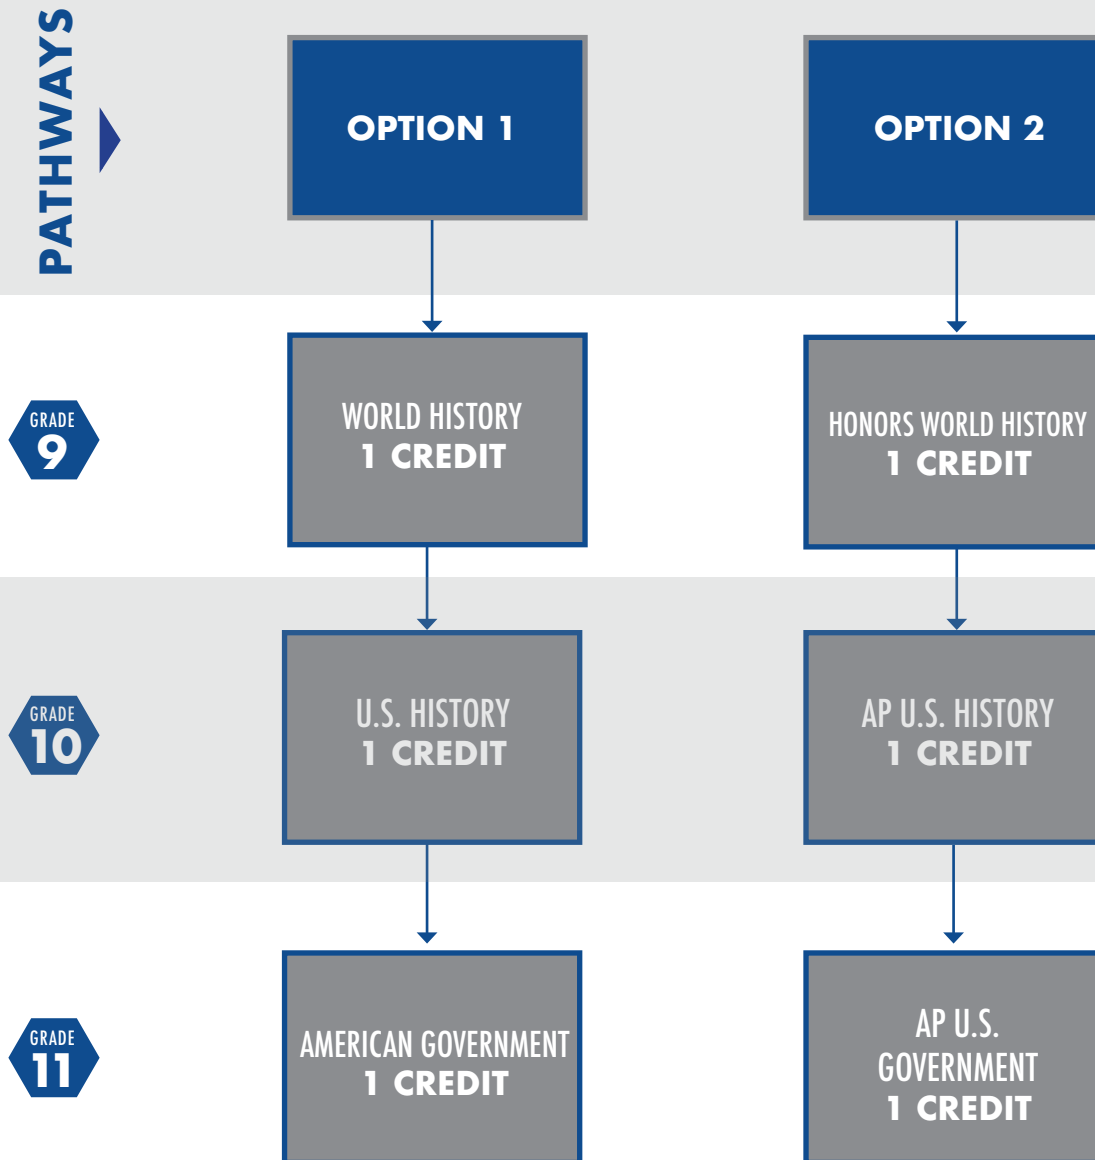 PATHWAYS
OPTION 1
OPTION 2
GRADE
9
WORLD HISTORY
1 CREDIT
HONORS WORLD HISTORY
1 CREDIT
GRADE
10
U.S. HISTORY
1 CREDIT
AP U.S. HISTORY
1 CREDIT
GRADE
11
AMERICAN GOVERNMENT
1 CREDIT
AP U.S.
GOVERNMENT
1 CREDIT